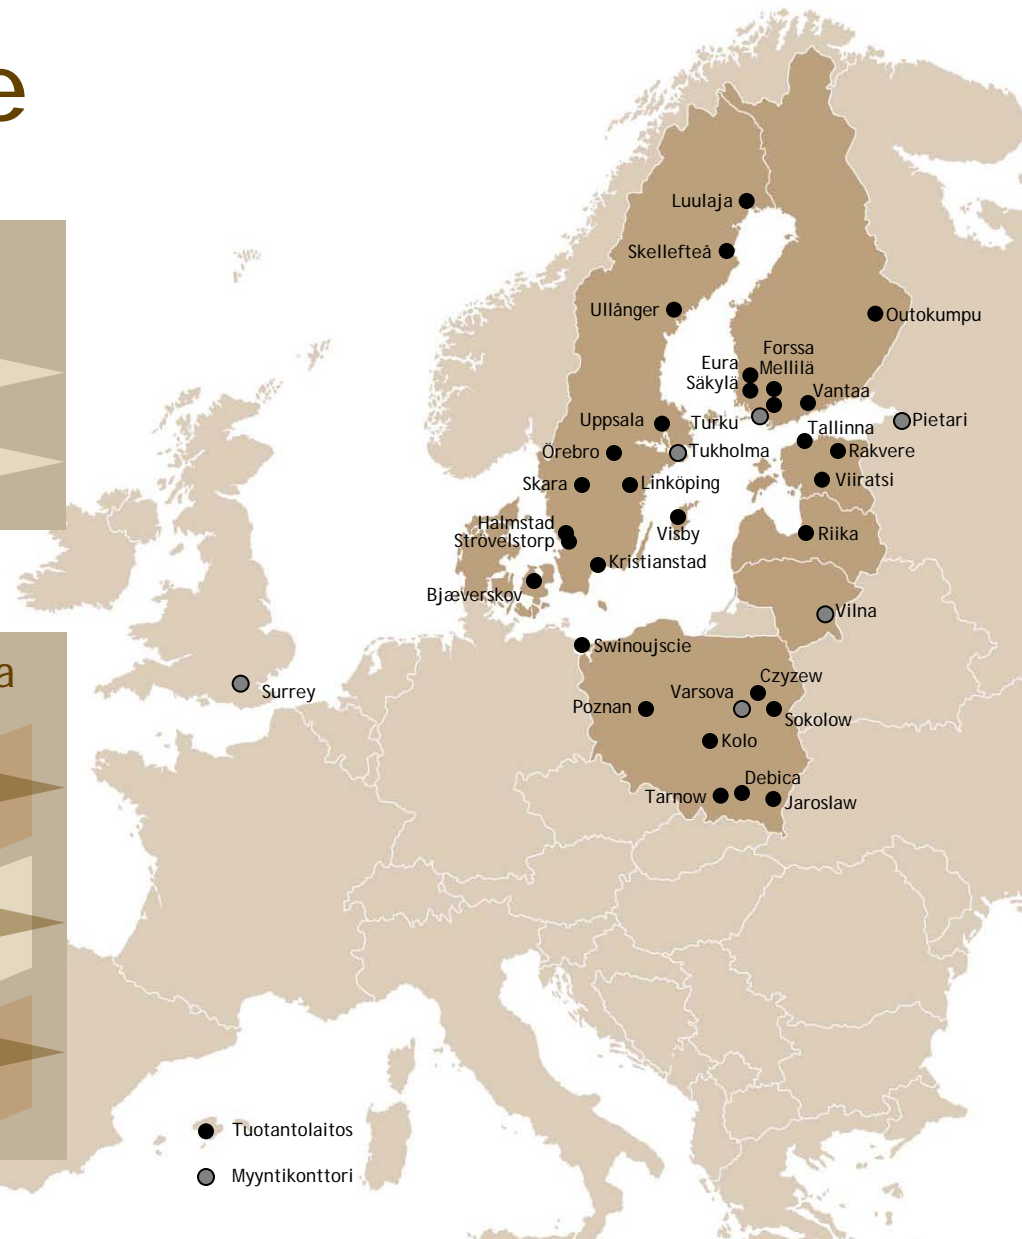 e
Luulaja
Skellefteå
Ullånger
Outokumpu
Forssa
Eura
Mellilä
Säkylä
Vantaa
Uppsala
Turku
Pietari
Tallinna
Örebro
Tukholma
Rakvere
Skara
Linköping
Viiratsi
Halmstad
Strövelstorp
Visby
Riika
Kristianstad
Bjæverskov
Vilna
Swinoujscie
a
Surrey
Czyzew
Varsova
Poznan
Sokolow
Kolo
Debica
Tarnow
Jaroslaw
Tuotantolaitos
Myyntikonttori